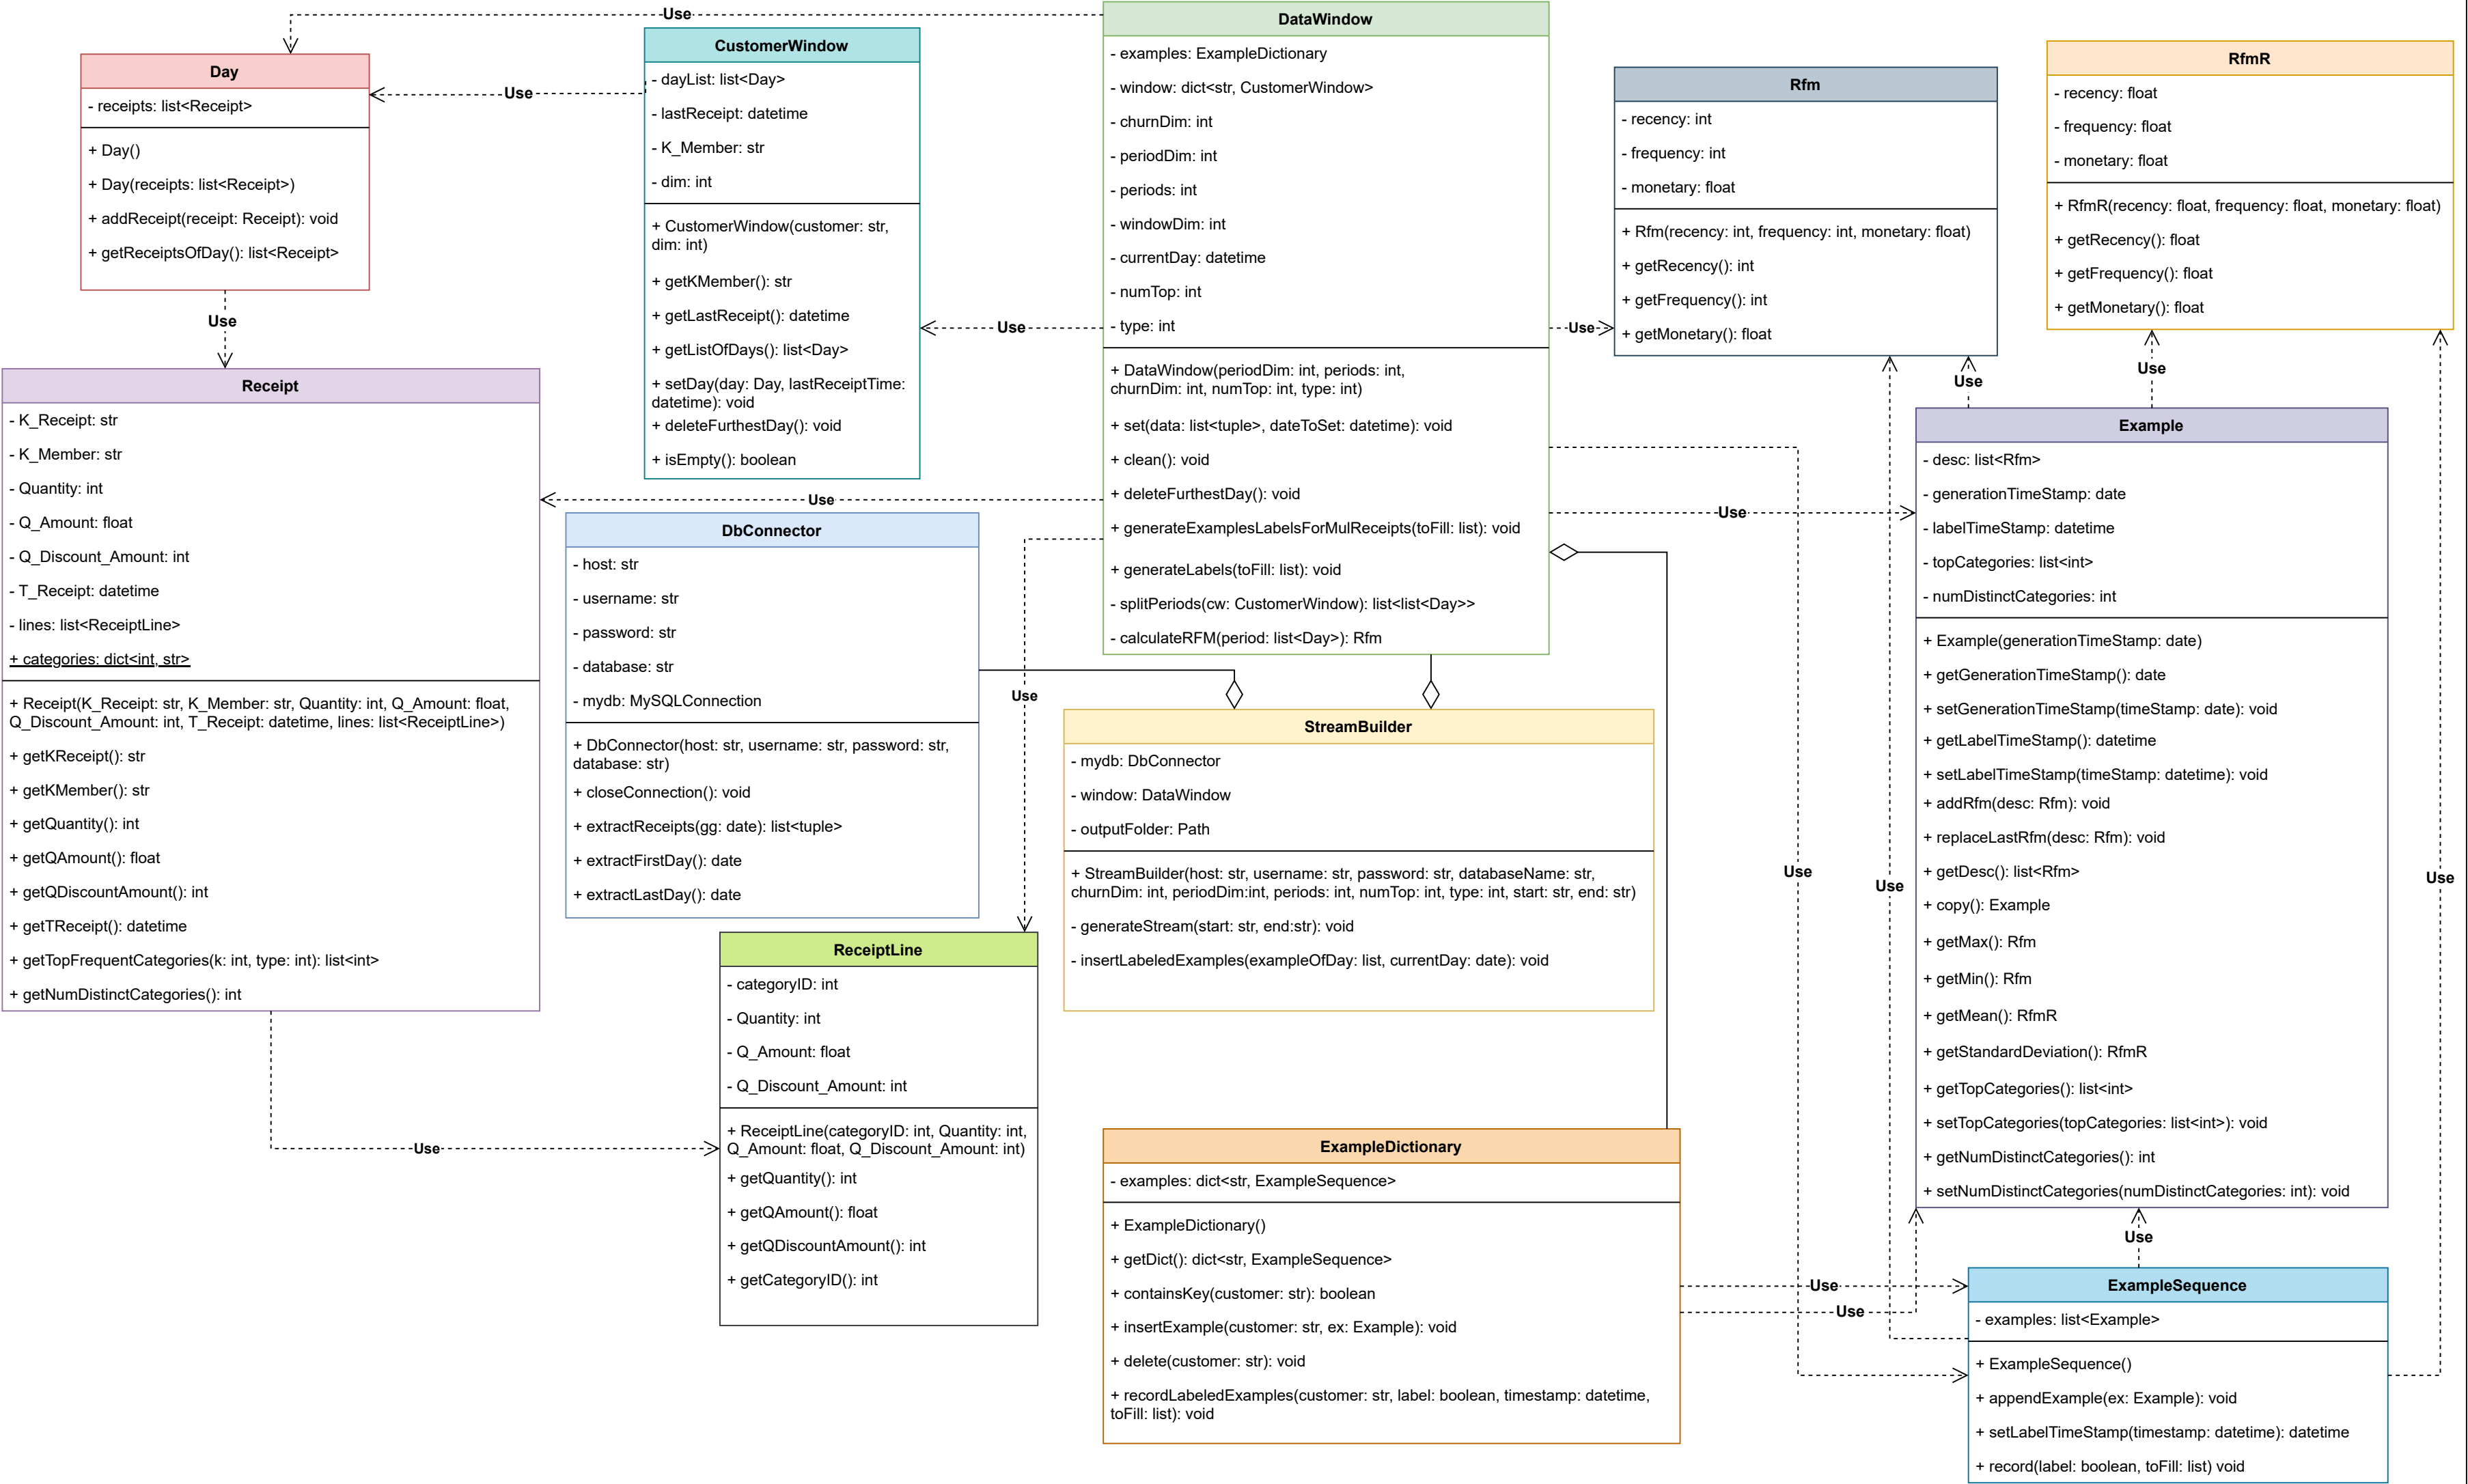 Use
Day
- receipts: list<Receipt>
+ Day()
+ Day(receipts: list<Receipt>)
+ addReceipt(receipt: Receipt): void
+ getReceiptsOfDay(): list<Receipt>
Use
Use
CustomerWindow
- dayList: list<Day>
- lastReceipt: datetime
- K_Member: str
- dim: int
+ CustomerWindow(customer: str,
dim: int)
+ getKMember(): str
+ getLastReceipt(): datetime
+ getListOfDays(): list<Day>
+ setDay(day: Day, lastReceiptTime:
datetime): void
+ deleteFurthestDay(): void
+ isEmpty(): boolean
Use
DataWindow
- examples: ExampleDictionary
- window: dict<str, CustomerWindow>
- churnDim: int
- periodDim: int
- periods: int
- windowDim: int
- currentDay: datetime
- numTop: int
- type: int
+ DataWindow(periodDim: int, periods: int,
churnDim: int, numTop: int, type: int)
+ set(data: list<tuple>, dateToSet: datetime): void
+ clean(): void
+ deleteFurthestDay(): void
+ generateExamplesLabelsForMulReceipts(toFill: list): void
+ generateLabels(toFill: list): void
- splitPeriods(cw: CustomerWindow): list<list<Day>>
- calculateRFM(period: list<Day>): Rfm
Use
Rfm
- recency: int
- frequency: int
- monetary: float
+ Rfm(recency: int, frequency: int, monetary: float)
+ getRecency(): int
+ getFrequency(): int
+ getMonetary(): float
RfmR
- recency: float
- frequency: float
- monetary: float
+ RfmR(recency: float, frequency: float, monetary: float)
+ getRecency(): float
+ getFrequency(): float
+ getMonetary(): float
Use
Use
Receipt
- K_Receipt: str
- K_Member: str
- Quantity: int
- Q_Amount: float
- Q_Discount_Amount: int
- T_Receipt: datetime
- lines: list<ReceiptLine>
+ categories: dict<int, str>
+ Receipt(K_Receipt: str, K_Member: str, Quantity: int, Q_Amount: float,
Q_Discount_Amount: int, T_Receipt: datetime, lines: list<ReceiptLine>)
+ getKReceipt(): str
+ getKMember(): str
+ getQuantity(): int
+ getQAmount(): float
+ getQDiscountAmount(): int
+ getTReceipt(): datetime
+ getTopFrequentCategories(k: int, type: int): list<int>
+ getNumDistinctCategories(): int
Use
Use
DbConnector
- host: str
- username: str
- password: str
- database: str
- mydb: MySQLConnection
+ DbConnector(host: str, username: str, password: str,
database: str)
+ closeConnection(): void
+ extractReceipts(gg: date): list<tuple>
+ extractFirstDay(): date
+ extractLastDay(): date
Use
StreamBuilder
- mydb: DbConnector
- window: DataWindow
- outputFolder: Path
+ StreamBuilder(host: str, username: str, password: str, databaseName: str,
churnDim: int, periodDim:int, periods: int, numTop: int, type: int, start: str, end: str)
- generateStream(start: str, end:str): void
- insertLabeledExamples(exampleOfDay: list, currentDay: date): void
Use
Use
Use
Example
- desc: list<Rfm>
- generationTimeStamp: date
- labelTimeStamp: datetime
- topCategories: list<int>
- numDistinctCategories: int
+ Example(generationTimeStamp: date)
+ getGenerationTimeStamp(): date
+ setGenerationTimeStamp(timeStamp: date): void
+ getLabelTimeStamp(): datetime
+ setLabelTimeStamp(timeStamp: datetime): void
+ addRfm(desc: Rfm): void
+ replaceLastRfm(desc: Rfm): void
+ getDesc(): list<Rfm>
+ copy(): Example
+ getMax(): Rfm
+ getMin(): Rfm
+ getMean(): RfmR
+ getStandardDeviation(): RfmR
+ getTopCategories(): list<int>
+ setTopCategories(topCategories: list<int>): void
+ getNumDistinctCategories(): int
+ setNumDistinctCategories(numDistinctCategories: int): void
Use
ReceiptLine
- categoryID: int
- Quantity: int
- Q_Amount: float
- Q_Discount_Amount: int
+ ReceiptLine(categoryID: int, Quantity: int,
Q_Amount: float, Q_Discount_Amount: int)
+ getQuantity(): int
+ getQAmount(): float
+ getQDiscountAmount(): int
+ getCategoryID(): int
Use
ExampleDictionary
- examples: dict<str, ExampleSequence>
+ ExampleDictionary()
+ getDict(): dict<str, ExampleSequence>
+ containsKey(customer: str): boolean
+ insertExample(customer: str, ex: Example): void
+ delete(customer: str): void
+ recordLabeledExamples(customer: str, label: boolean, timestamp: datetime,
toFill: list): void
Use
Use
Use
ExampleSequence
- examples: list<Example>
+ ExampleSequence()
+ appendExample(ex: Example): void
+ setLabelTimeStamp(timestamp: datetime): datetime
+ record(label: boolean, toFill: list) void